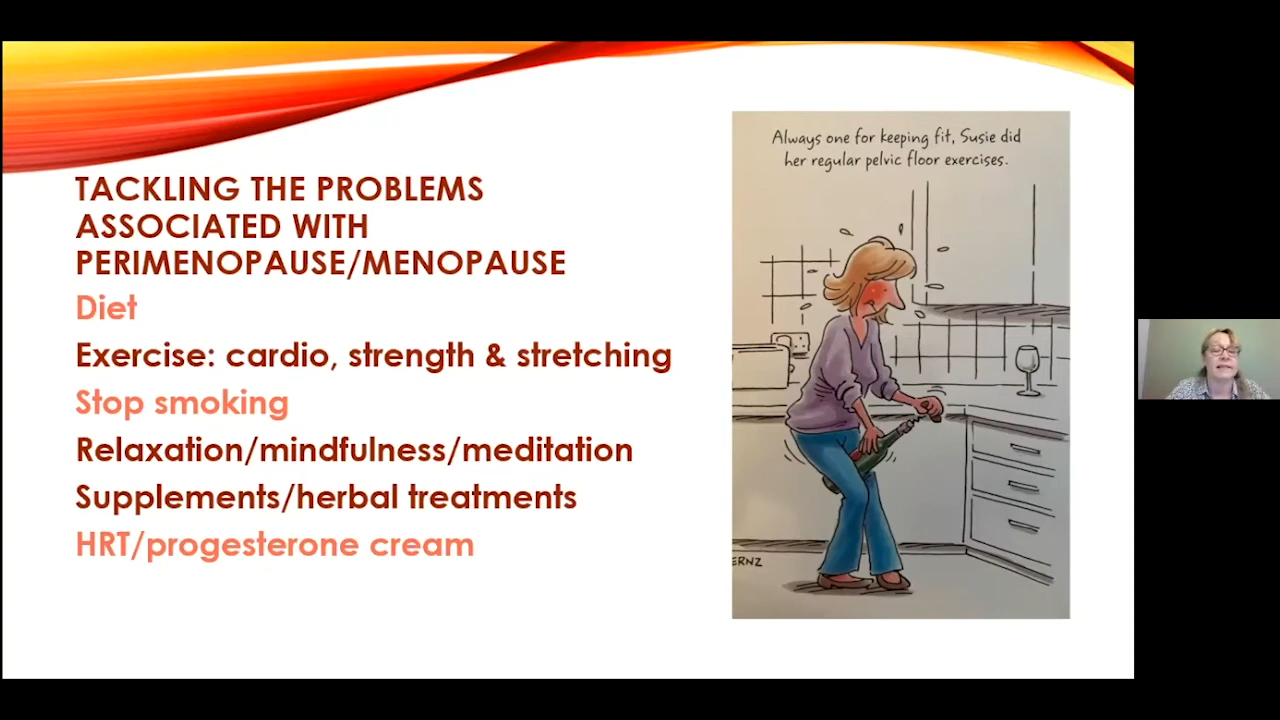 TACKLING THE PROBLEMS
ASSOCIATED WITH
PERIMENOPAUSE/MENOPAUSE
Diet
Exercise: cardio, strength & stretching
Stop smoking
Relaxation/mindfulness/meditation
Supplements/herbal treatments
HRT/progesterone cream
Always one for keeping fit, Susie did
her regular pelvic floor exercises.
ERNZ